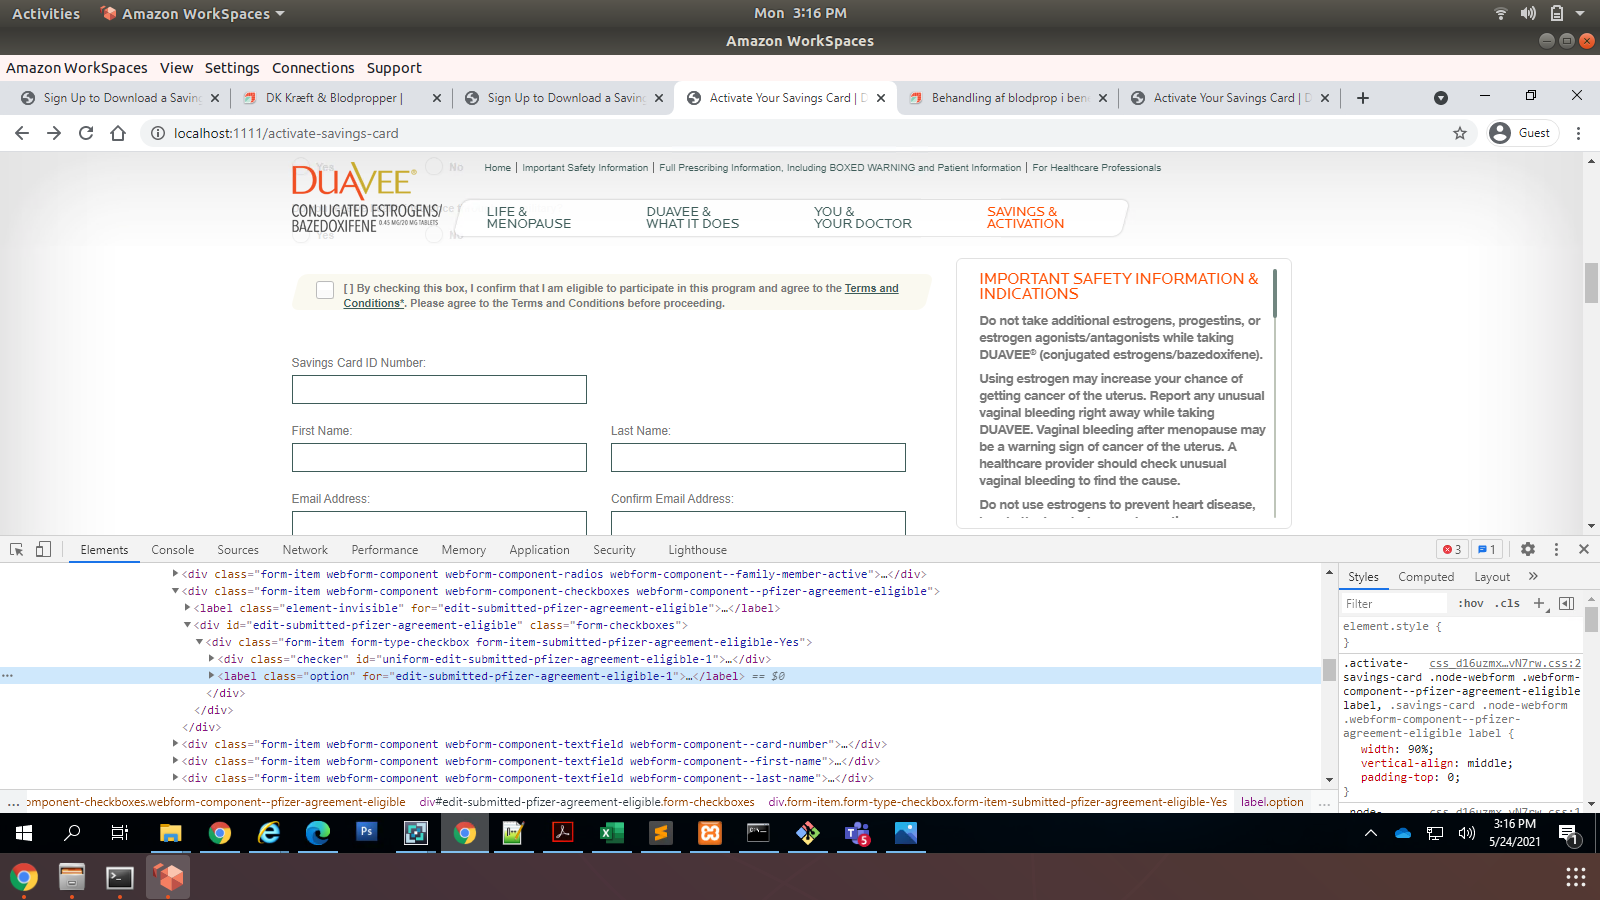 Activities Amazon WorkSpaces Mon 3:16 PM
Amazon WorkSpaces
Amazon WorkSpaces View Settings Connections Support
Sign Up to Download a Saving DK Kræft & Blodpropper | Sign Up to Download a Saving Activate Your Savings Card | D Behandling af blodprop i ben Activate Your Savings Card | D
localhost:1111/activate-savings-card Guest
Yes No
Home | Important Safety Information | Full Prescribing Information, Including BOXED WARNING and Patient Information | For Healthcare Professionals
DUAVEE®
CONJUGATED ESTROGENS/
BAZEDOXIFENE 0.45 MG/20 MG TABLETS
Yes No
LIFE &
MENOPAUSE
DUAVEE &
WHAT IT DOES
YOU &
YOUR DOCTOR
SAVINGS &
ACTIVATION
[ ] By checking this box, I confirm that I am eligible to participate in this program and agree to the Terms and
Conditions*. Please agree to the Terms and Conditions before proceeding.
Savings Card ID Number:
First Name: Last Name:
Email Address: Confirm Email Address:
IMPORTANT SAFETY INFORMATION &
INDICATIONS
Do not take additional estrogens, progestins, or
estrogen agonists/antagonists while taking
DUAVEE® (conjugated estrogens/bazedoxifene).
Using estrogen may increase your chance of
getting cancer of the uterus. Report any unusual
vaginal bleeding right away while taking
DUAVEE. Vaginal bleeding after menopause may
be a warning sign of cancer of the uterus. A
healthcare provider should check unusual
vaginal bleeding to find the cause.
Do not use estrogens to prevent heart disease,
Elements Console Sources Network Performance Memory Application Security Lighthouse 3 1
<div class="form-item webform-component webform-component-radios webform-component--family-member-active">…</div>
<div class="form-item webform-component webform-component-checkboxes webform-component--pfizer-agreement-eligible">
<label class="element-invisible" for="edit-submitted-pfizer-agreement-eligible">…</label>
<div id="edit-submitted-pfizer-agreement-eligible" class="form-checkboxes">
<div class="form-item form-type-checkbox form-item-submitted-pfizer-agreement-eligible-Yes">
<div class="checker" id="uniform-edit-submitted-pfizer-agreement-eligible-1">…</div>
<label class="option" for="edit-submitted-pfizer-agreement-eligible-1">…</label> == $0
</div>
</div>
</div>
<div class="form-item webform-component webform-component-textfield webform-component--card-number">…</div>
<div class="form-item webform-component webform-component-textfield webform-component--first-name">…</div>
<div class="form-item webform-component webform-component-textfield webform-component--last-name">…</div>
... omponent-checkboxes.webform-component--pfizer-agreement-eligible div#edit-submitted-pfizer-agreement-eligible.form-checkboxes div.form-item.form-type-checkbox.form-item-submitted-pfizer-agreement-eligible-Yes label.option ...
Styles Computed Layout »
Filter :hov .cls +
element.style {
}
.activate- css_d16uzmx…vN7rw.css:2
savings-card .node-webform .webform-
component--pfizer-agreement-eligible
label, .savings-card .node-webform
.webform-component--pfizer-
agreement-eligible label {
width: 90%;
vertical-align: middle;
padding-top: 0;
}
.node- css_d16uzmx…vN7rw.css:1
Ps
5
3:16 PM
5/24/2021
1